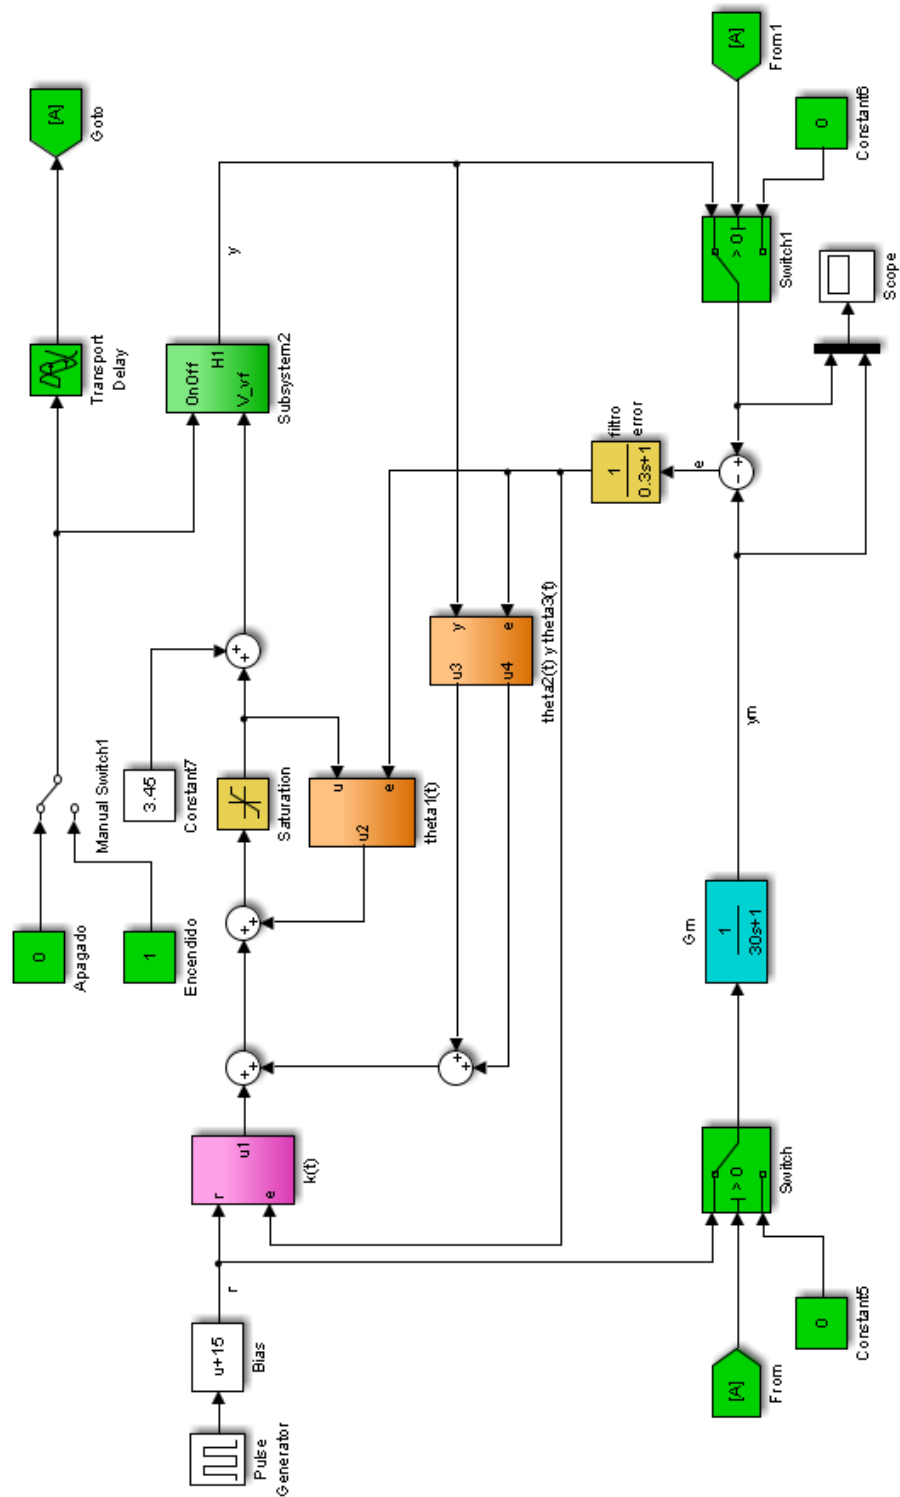 0
Apagado
1
Encendido
Manual Switch1
Transport
Delay
[A]
Goto
3.45
Constant7
Pulse
Generator
u+15
Bias
r
r
e
u1
k(t)
+
+
+
+
Saturation
+
+
OnOff
V_vf
H1
Subsystem2
y
u
e
u2
theta1(t)
+
+
u3
u4
y
e
theta2(t) y theta3(t)
1
0.3s+1
filtro
error
e
[A]
From
0
Constant5
> 0
Switch
Gm
1
30s+1
ym
−
+
Scope
> 0
Switch1
[A]
From1
0
Constant6